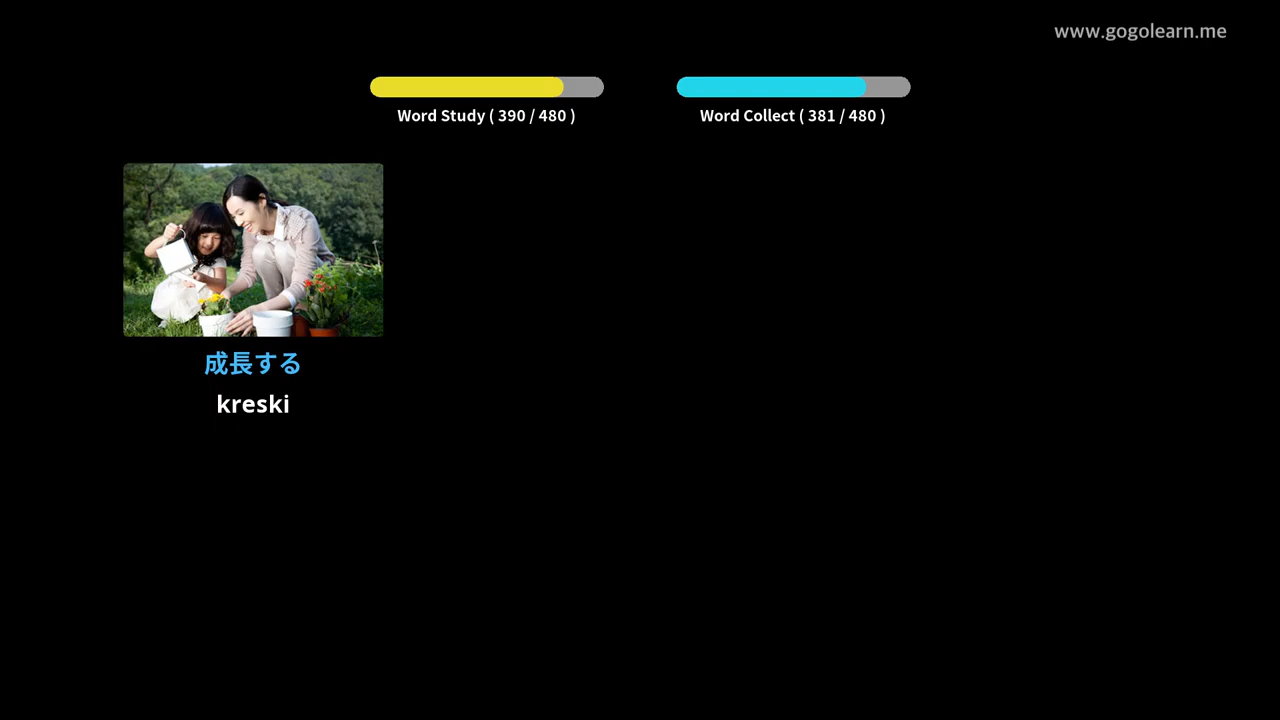 www.gogolearn.me
Word Study ( 390 / 480 )
Word Collect ( 381 / 480 )
成長する
kreski